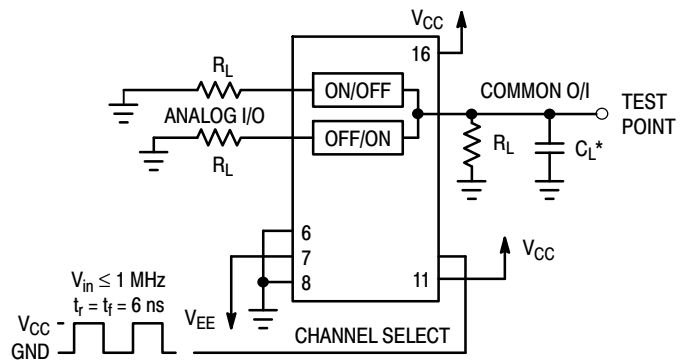 V_CC
16
R_L
ON/OFF
COMMON O/I
TEST
POINT
ANALOG I/O
OFF/ON
R_L
R_L
C_L*
6
7
8
11
V_CC
V_in ≤ 1 MHz
t_r = t_f = 6 ns
V_EE
V_CC
GND
CHANNEL SELECT